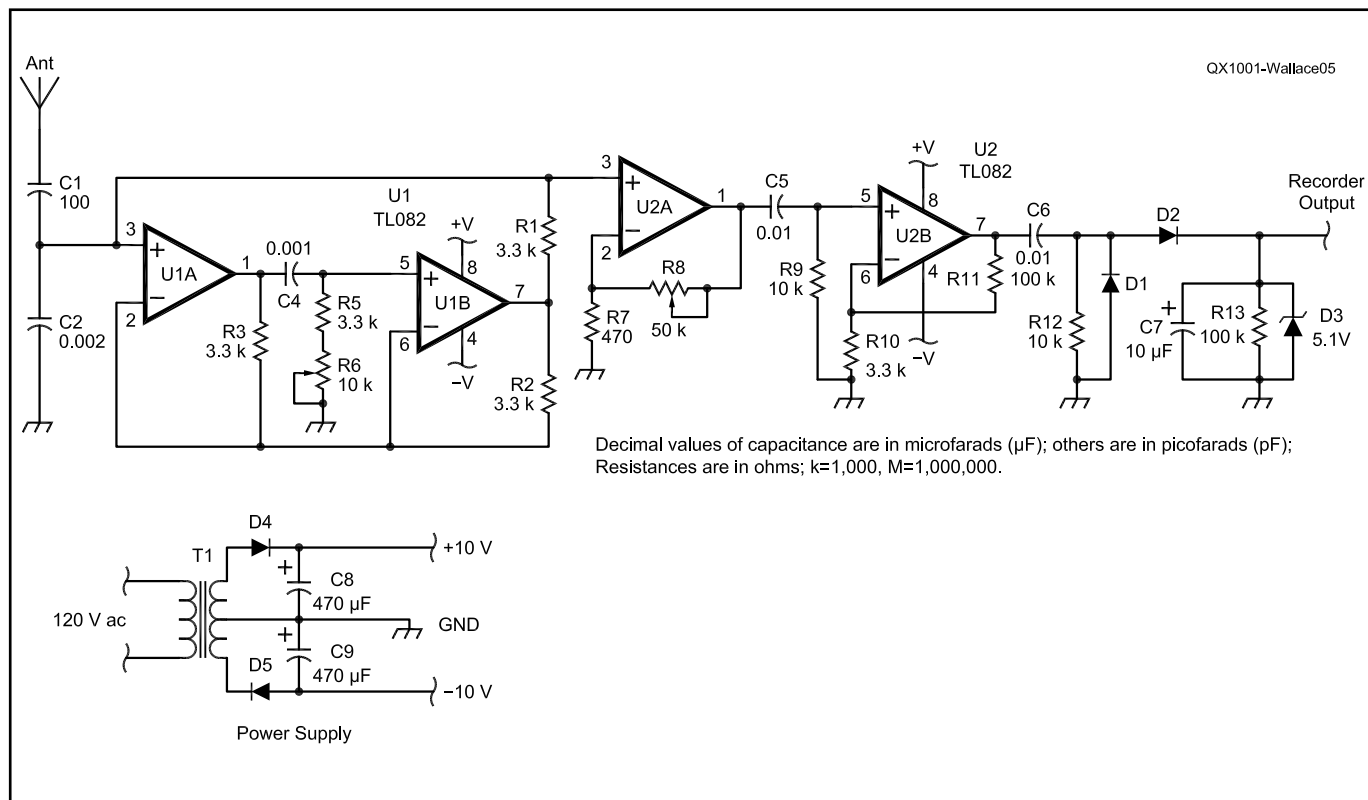 QX1001-Wallace05
Ant
C1
100
C2
0.002
3
+
U1A
−
2
1
0.001
C4
R3
3.3 k
R5
3.3 k
R6
10 k
U1
TL082
+V
8
5
+
U1B
−
6
7
4
−V
R1
3.3 k
R2
3.3 k
3
+
U2A
−
2
1
R8
50 k
R7
470
C5
0.01
R9
10 k
+V
U2
TL082
8
5
+
U2B
−
6
7
4
−V
R11
R10
3.3 k
C6
0.01
100 k
R12
10 k
D1
D2
Recorder
Output
+
C7
10 µF
R13
100 k
D3
5.1V
Decimal values of capacitance are in microfarads (µF); others are in picofarads (pF);
Resistances are in ohms; k=1,000, M=1,000,000.
120 V ac
T1
D4
+
C8
470 µF
+
C9
470 µF
D5
+10 V
GND
−10 V
Power Supply